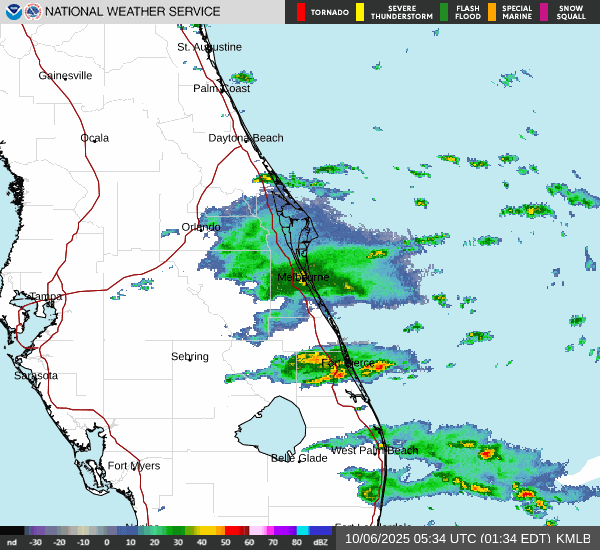 NATIONAL WEATHER SERVICE
TORNADO
SEVERE THUNDERSTORM
FLASH FLOOD
SPECIAL MARINE
SNOW SQUALL
St. Augustine
Gainesville
Palm Coast
Ocala
Daytona Beach
Orlando
Melbourne
Tampa
Sebring
Fort Pierce
Sarasota
West Palm Beach
Belle Glade
Fort Myers
nd -30 -20 -10 0 10 20 30 40 50 60 70 80 dBZ
10/06/2025 05:34 UTC (01:34 EDT) KMLB